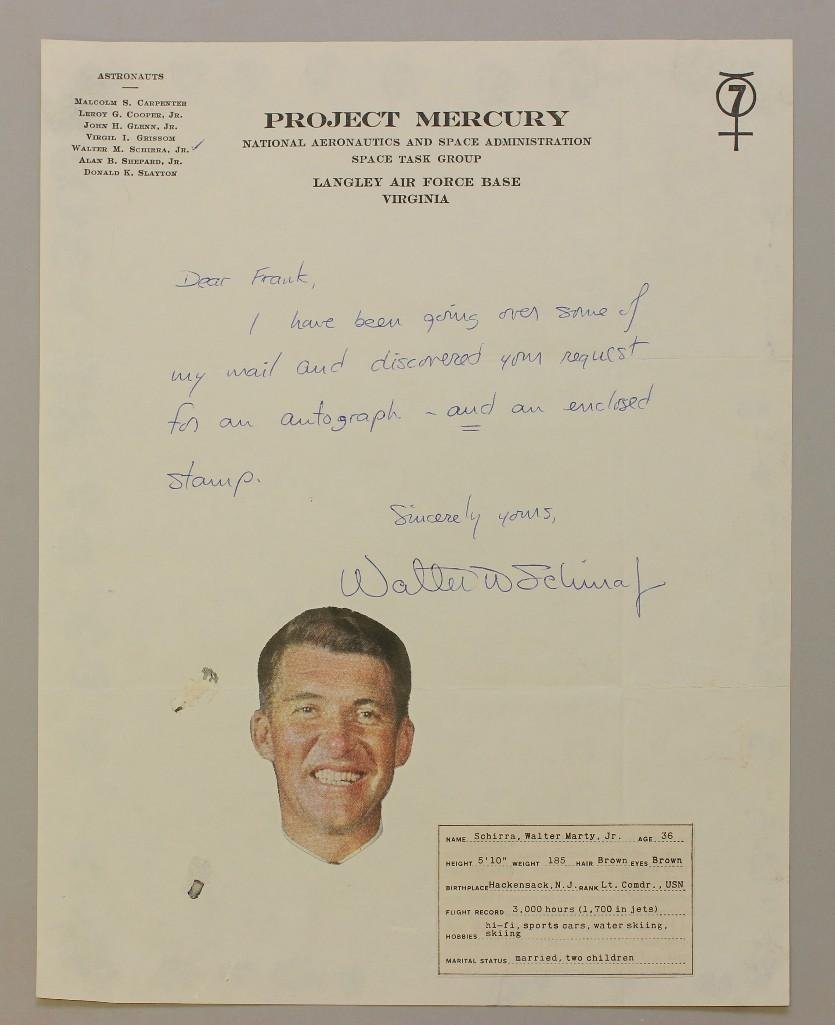 ASTRONAUTS
MALCOLM S. CARPENTER
LEROY G. COOPER, JR.
JOHN H. GLENN, JR.
VIRGIL I. GRISSOM
WALTER M. SCHIRRA, JR.
ALAN B. SHEPARD, JR.
DONALD K. SLAYTON
PROJECT MERCURY
NATIONAL AERONAUTICS AND SPACE ADMINISTRATION
SPACE TASK GROUP
LANGLEY AIR FORCE BASE
VIRGINIA
7
Dear Frank,
I have been going over some of
my mail and discovered your request
for an autograph - and an enclosed
stamp.
Sincerely yours,
Walter M Schirra Jr
NAME Schirra, Walter Marty, Jr. AGE 36
HEIGHT 5'10" WEIGHT 185 HAIR Brown EYES Brown
BIRTHPLACE Hackensack, N.J. RANK Lt. Comdr., USN
FLIGHT RECORD 3,000 hours (1,700 in jets)
HOBBIES hi-fi, sports cars, water skiing,
skiing
MARITAL STATUS married, two children